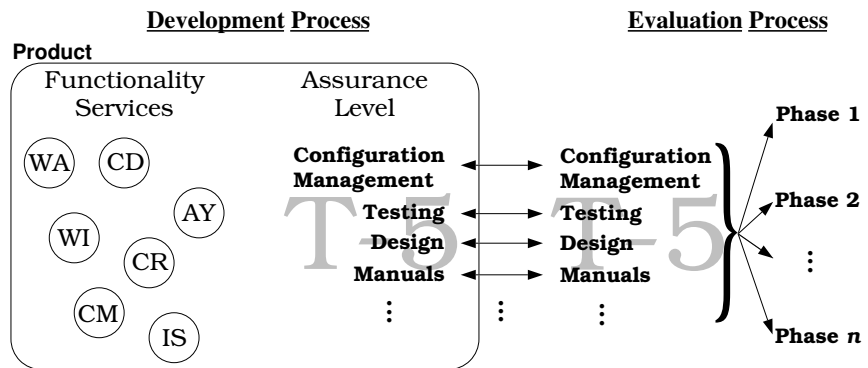 Development Process
Evaluation Process
Product
Functionality
Services
Assurance
Level
WA
CD
AY
WI
CR
CM
IS
T-5
Configuration
Management
Testing
Design
Manuals
⋮
⋮
T-5
Configuration
Management
Testing
Design
Manuals
⋮
Phase 1
Phase 2
⋮
Phase n